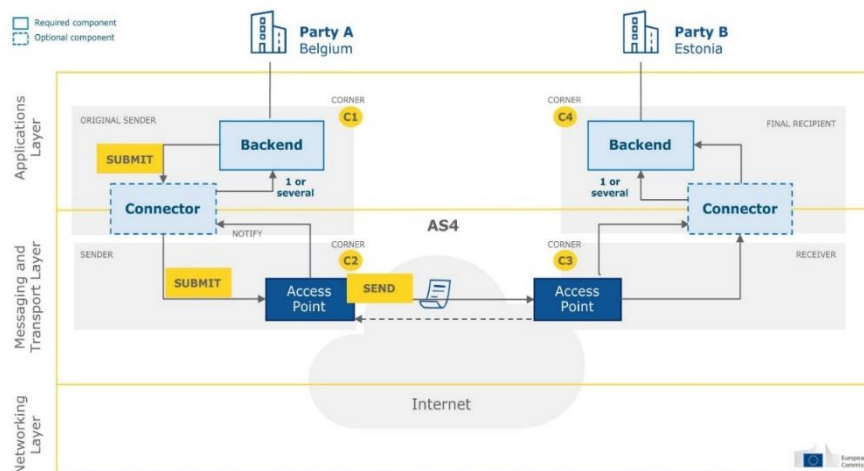 Required component
Optional component
Party A
Belgium
Party B
Estonia
Applications
Layer
ORIGINAL SENDER
CORNER
C1
Backend
SUBMIT
1 or
several
Connector
CORNER
C4
FINAL RECIPIENT
Backend
1 or
several
Connector
Messaging and
Transport Layer
NOTIFY
AS4
SENDER
CORNER
C2
SUBMIT
Access
Point
SEND
CORNER
C3
RECEIVER
Access
Point
Networking
Layer
Internet